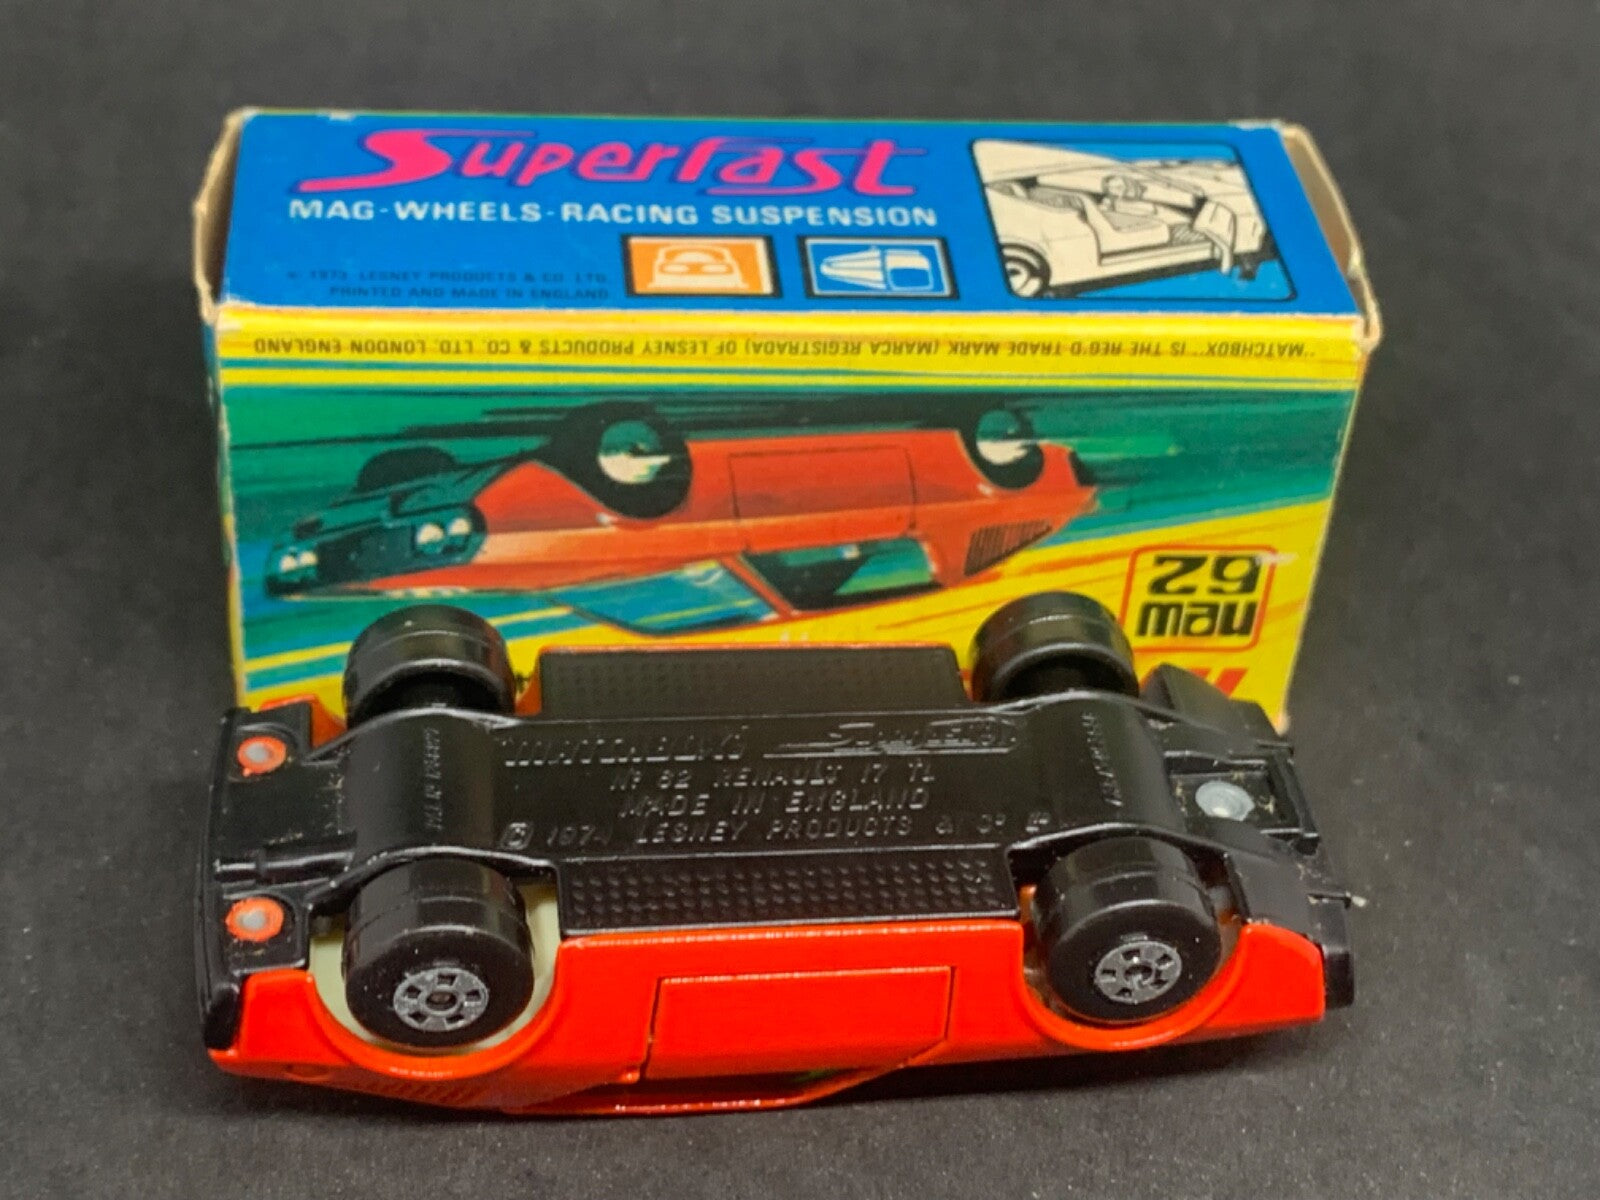 Superfast
MAG-WHEELS-RACING SUSPENSION
© 1973 LESNEY PRODUCTS & CO. LTD.
PRINTED AND MADE IN ENGLAND
"MATCHBOX" IS THE REG'D TRADE MARK (MARCA REGISTRADA) OF LESNEY PRODUCTS & CO. LTD. LONDON ENGLAND
new
62
"MATCHBOX" Superfast
Nº 62 RENAULT 17 TL
MADE IN ENGLAND
© 1974 LESNEY PRODUCTS & Cº Lᵀᴰ